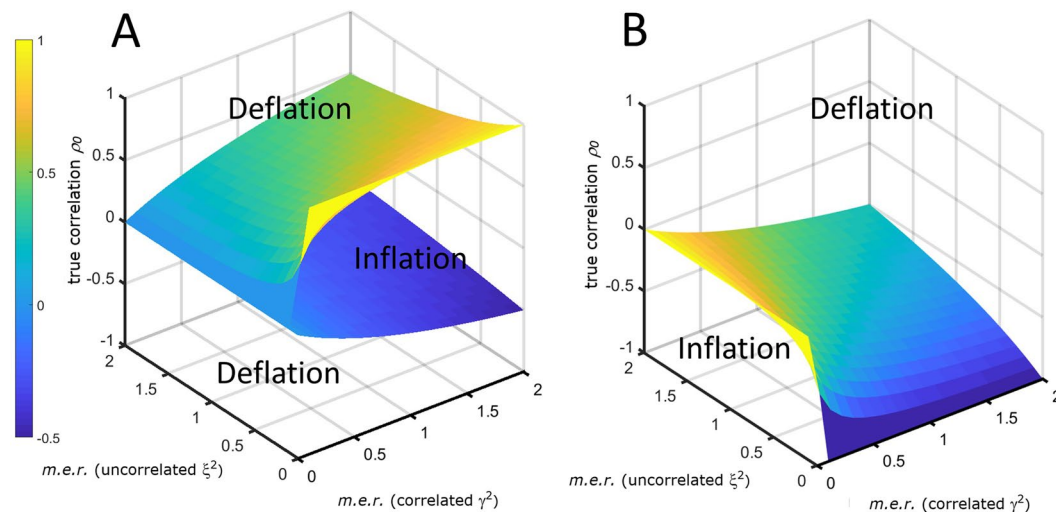 A
B
1
0.5
0
-0.5
Deflation
Inflation
Deflation
true correlation ρ₀
1
0.5
0
-0.5
-1
2
1.5
1
0.5
0
m.e.r. (uncorrelated ξ²)
0
0.5
1
1.5
2
m.e.r. (correlated γ²)
Deflation
Inflation
true correlation ρ₀
1
0.5
0
-0.5
-1
2
1.5
1
0.5
0
m.e.r. (uncorrelated ξ²)
0
0.5
1
1.5
2
m.e.r. (correlated γ²)